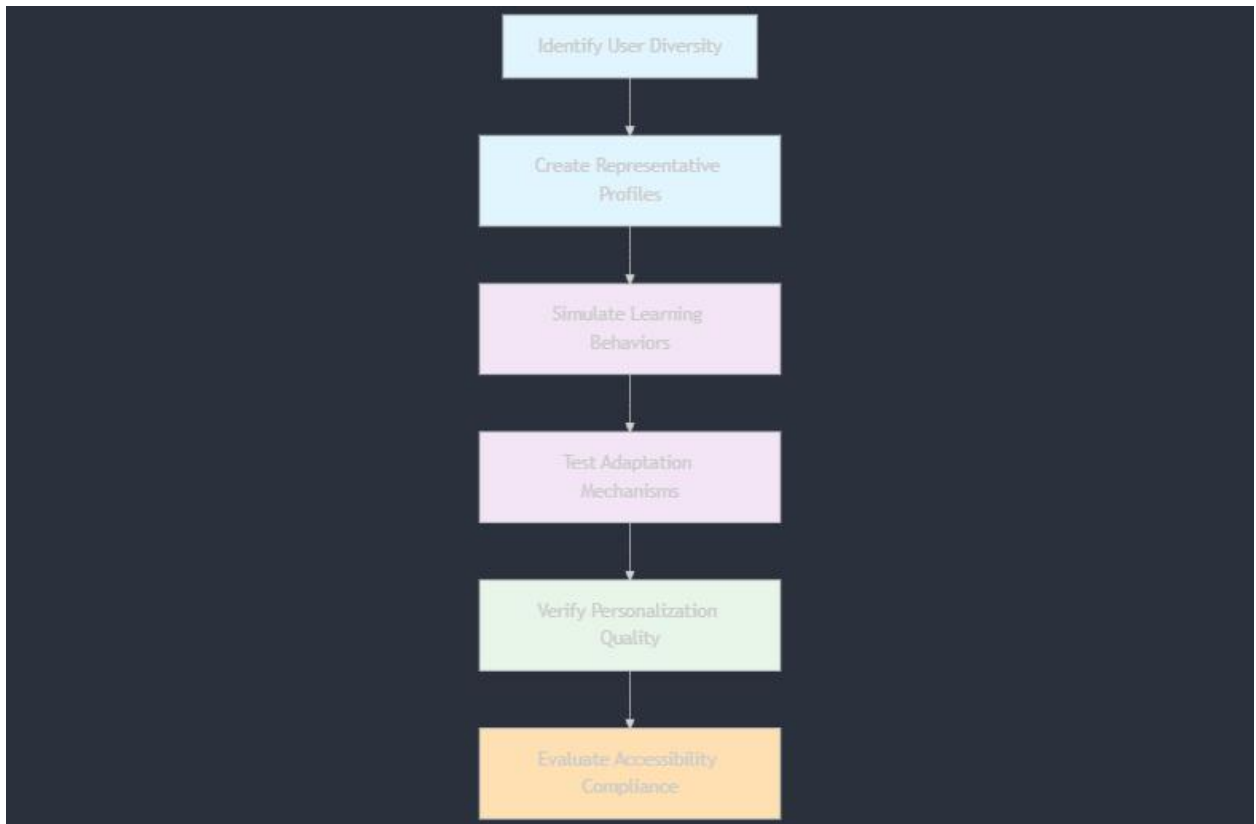 Identify User Diversity
Create Representative
Profiles
Simulate Learning
Behaviors
Test Adaptation
Mechanisms
Verify Personalization
Quality
Evaluate Accessibility
Compliance